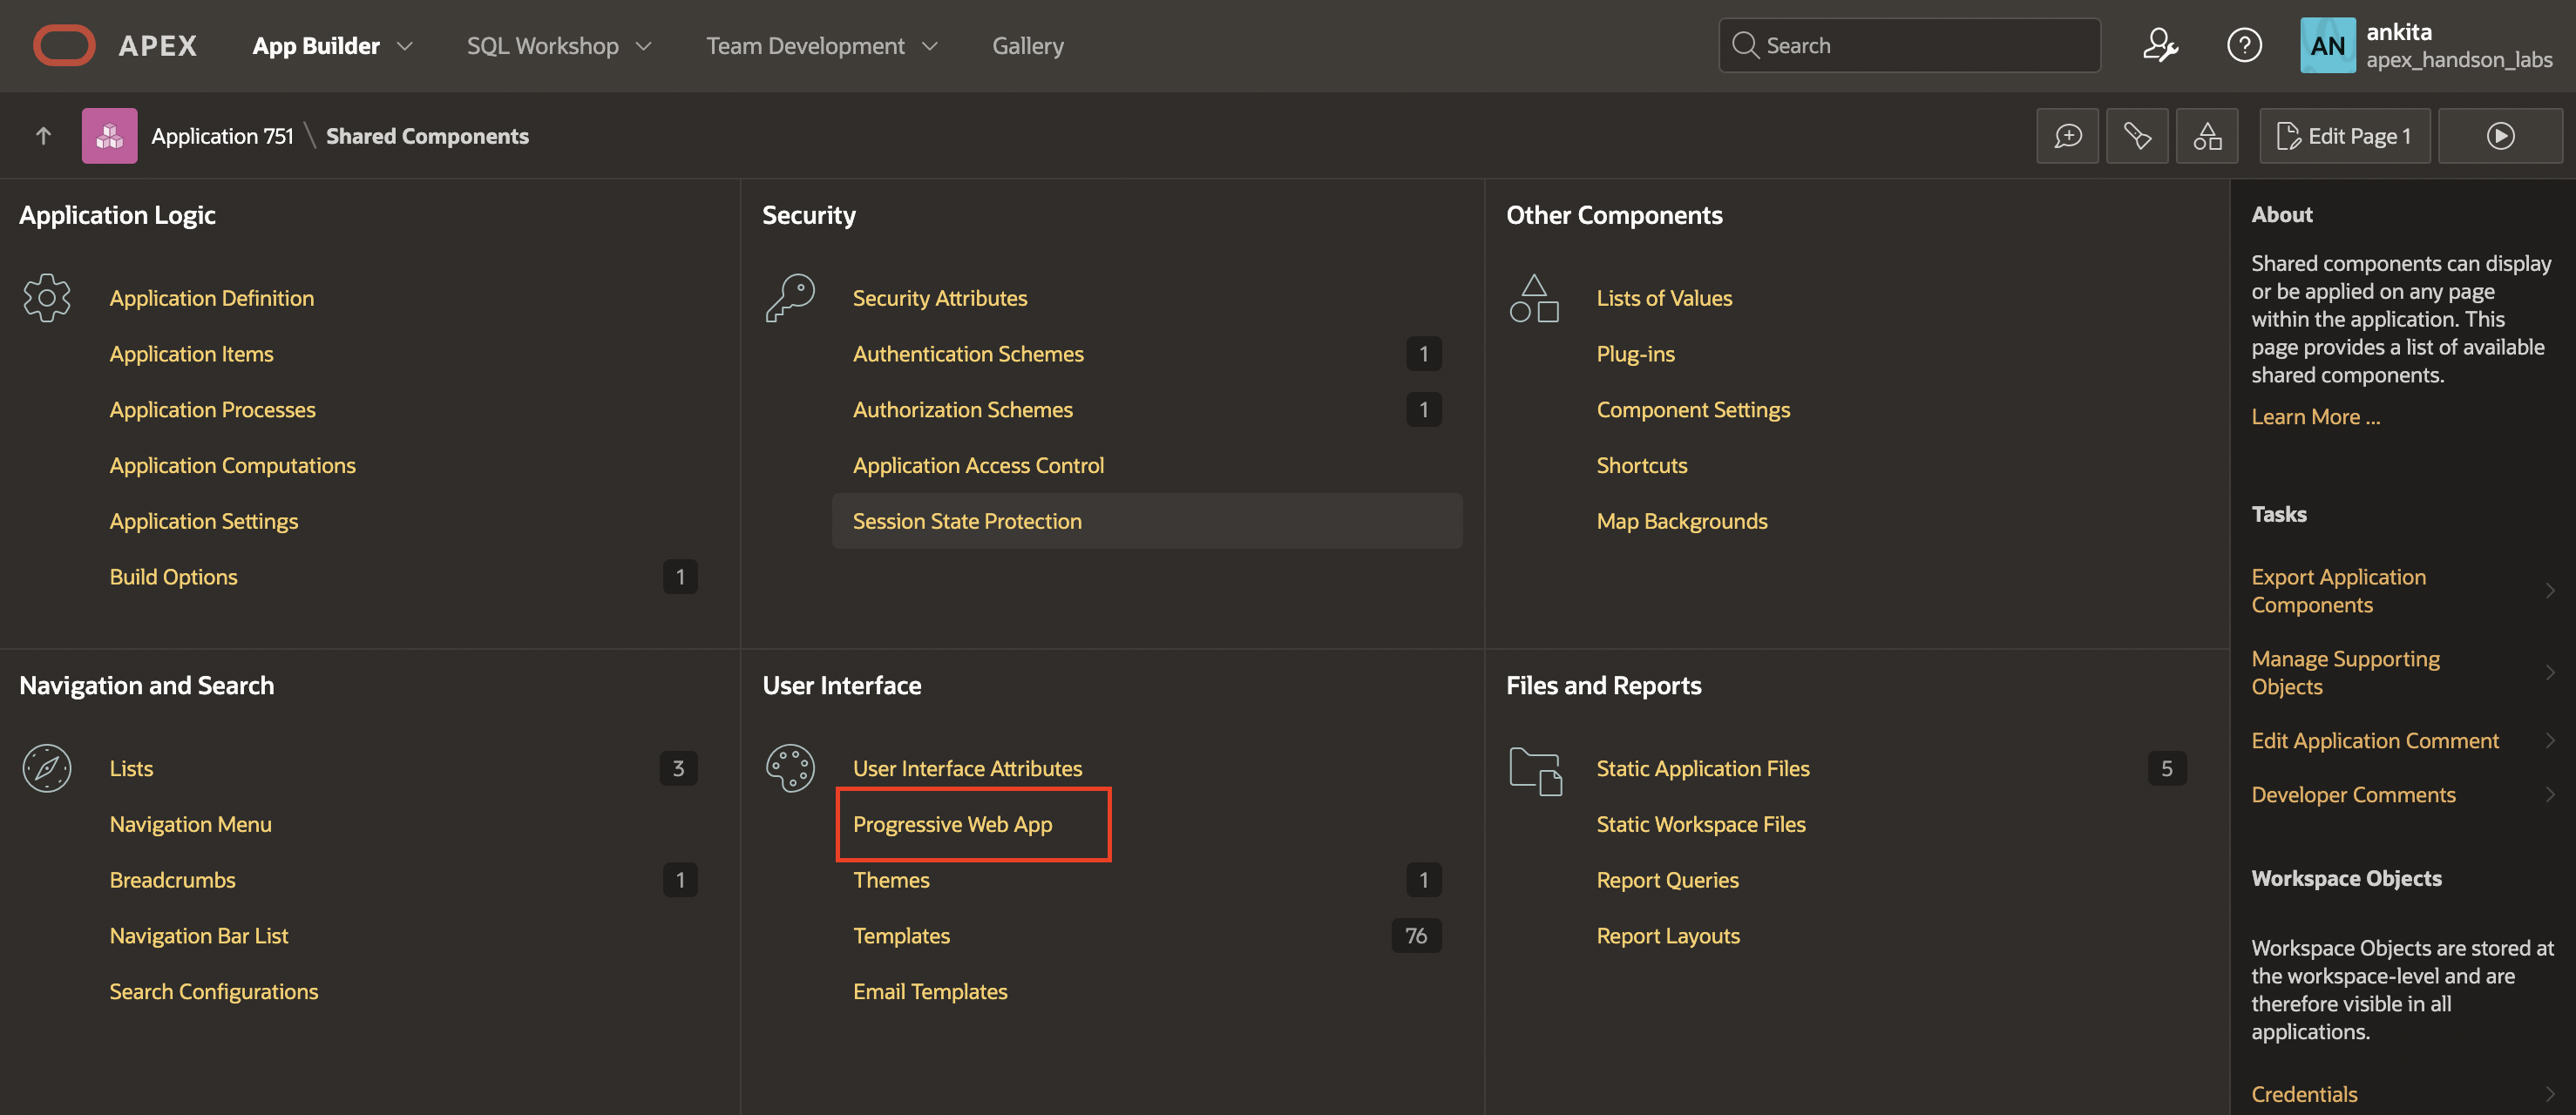 APEX
App Builder
SQL Workshop
Team Development
Gallery
Search
AN
ankita
apex_handson_labs
Application 751 \ Shared Components
Edit Page 1
Application Logic
Application Definition
Application Items
Application Processes
Application Computations
Application Settings
Build Options 1
Security
Security Attributes
Authentication Schemes 1
Authorization Schemes 1
Application Access Control
Session State Protection
Other Components
Lists of Values
Plug-ins
Component Settings
Shortcuts
Map Backgrounds
Navigation and Search
Lists 3
Navigation Menu
Breadcrumbs 1
Navigation Bar List
Search Configurations
User Interface
User Interface Attributes
Progressive Web App
Themes 1
Templates 76
Email Templates
Files and Reports
Static Application Files 5
Static Workspace Files
Report Queries
Report Layouts
About
Shared components can display
or be applied on any page
within the application. This
page provides a list of available
shared components.
Learn More ...
Tasks
Export Application
Components
Manage Supporting
Objects
Edit Application Comment
Developer Comments
Workspace Objects
Workspace Objects are stored at
the workspace-level and are
therefore visible in all
applications.
Credentials